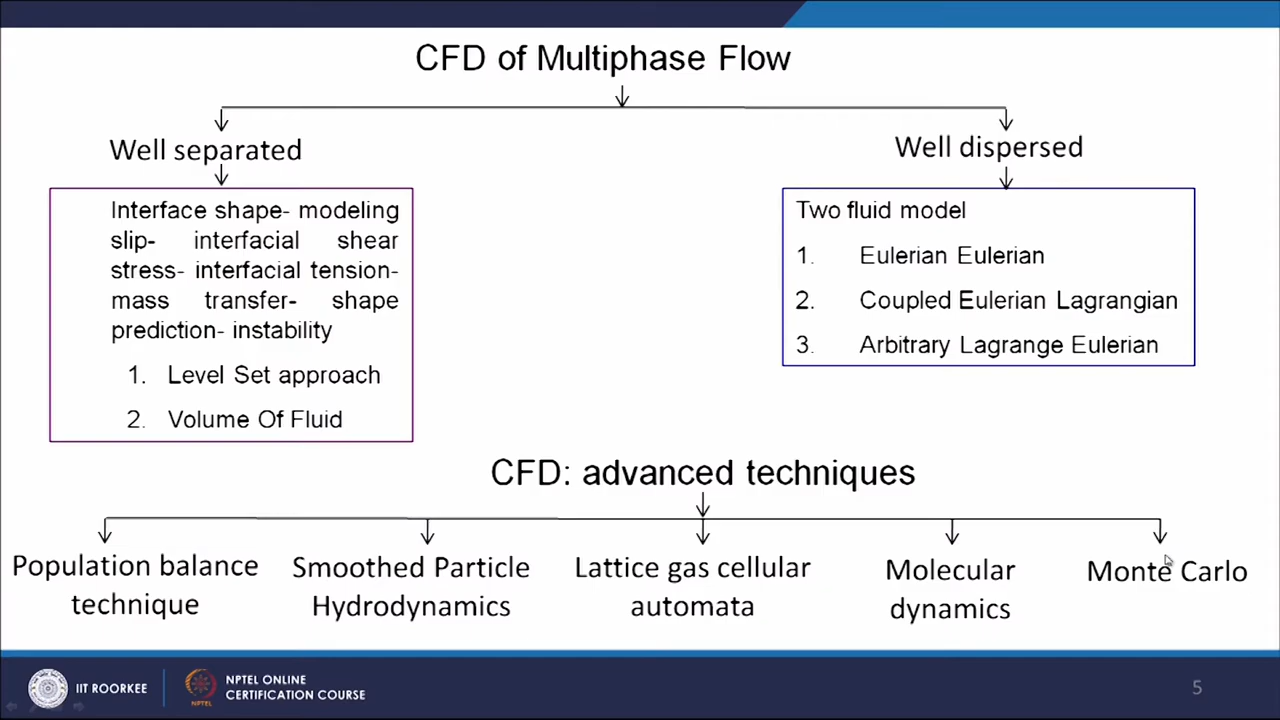 CFD of Multiphase Flow
Well separated
Interface shape- modeling
slip- interfacial shear
stress- interfacial tension-
mass transfer- shape
prediction- instability
1. Level Set approach
2. Volume Of Fluid
Well dispersed
Two fluid model
1. Eulerian Eulerian
2. Coupled Eulerian Lagrangian
3. Arbitrary Lagrange Eulerian
CFD: advanced techniques
Population balance
technique
Smoothed Particle
Hydrodynamics
Lattice gas cellular
automata
Molecular
dynamics
Monte Carlo
IIT ROORKEE
NPTEL
NPTEL ONLINE
CERTIFICATION COURSE
5